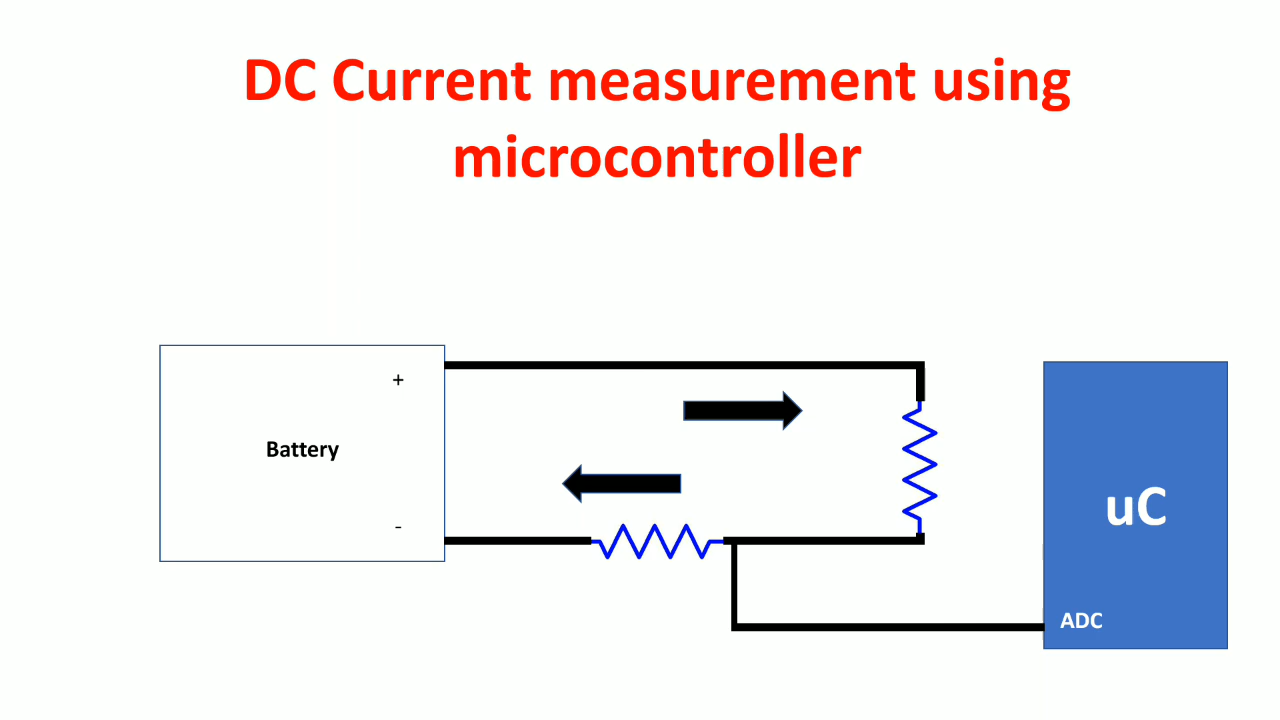 DC Current measurement using
microcontroller
+
Battery
-
uC
ADC